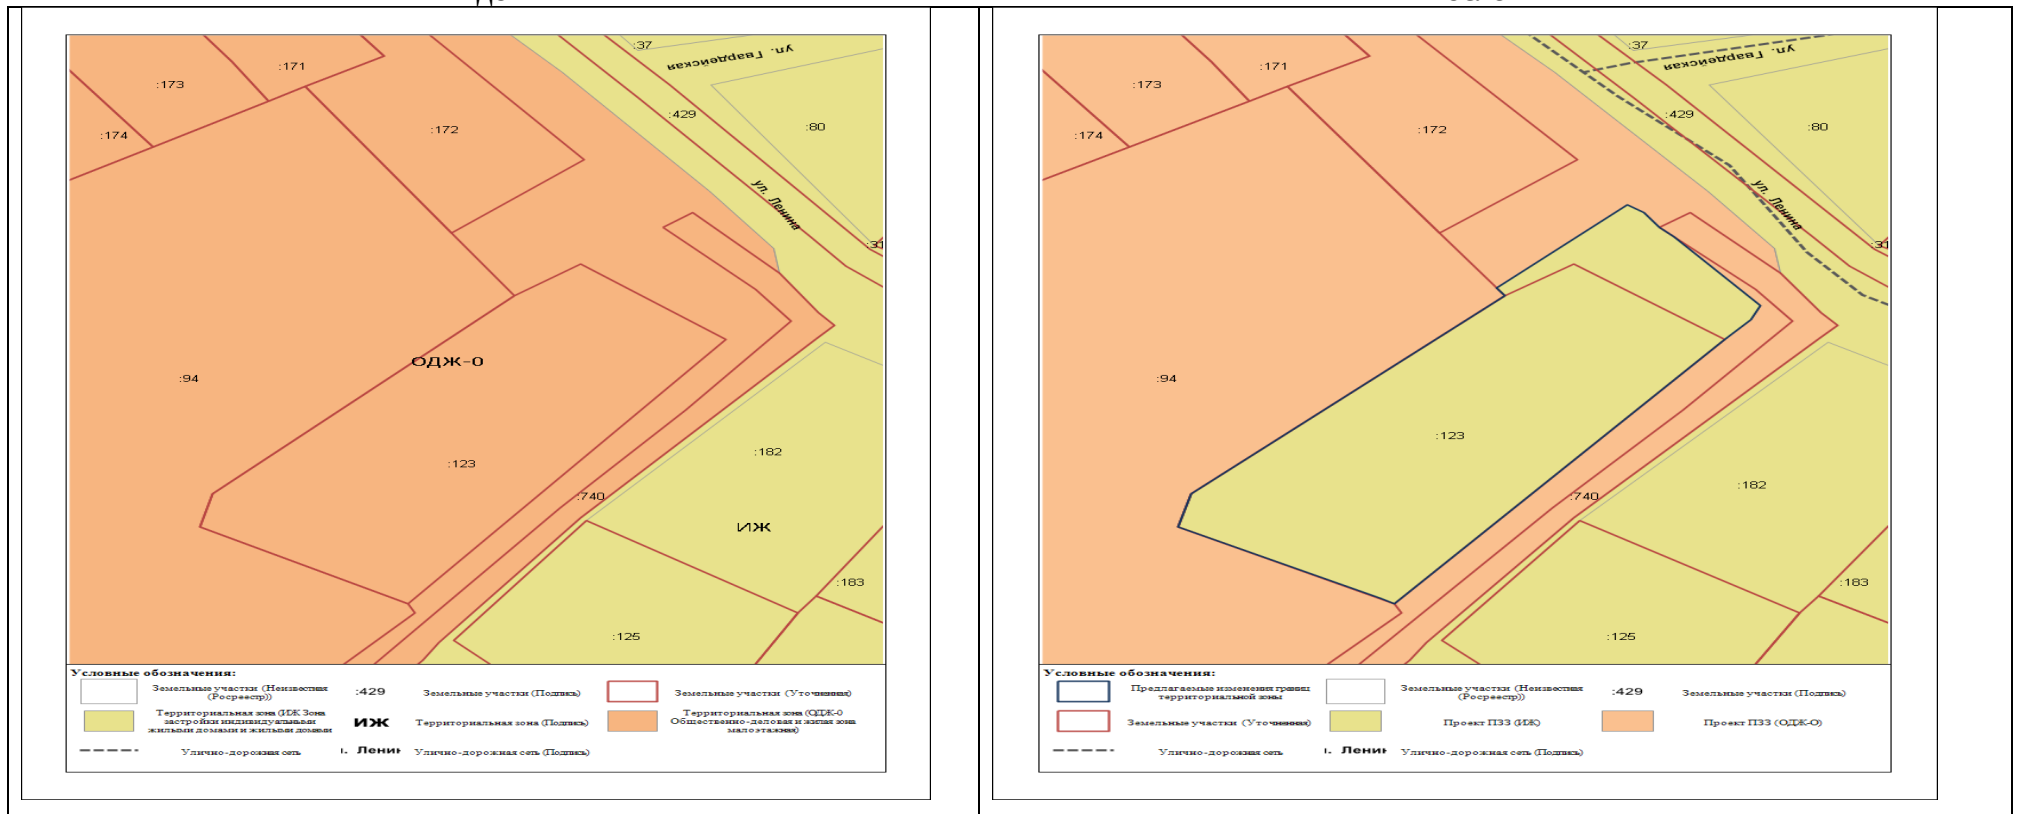 :37
ул. Гвардейская
:171
:173
:429
:80
:172
:174
ул. Ленина
:31
ОДЖ-0
:94
:123
:182
:740
ИЖ
:183
:125
Условные обозначения:
Земельные участки (Неизвестная
(Росреестр))
:429
Земельные участки (Подпись)
Земельные участки (Уточненная)
Территориальная зона (ИЖ Зона
застройки индивидуальными
жилыми домами и жилыми домами
ИЖ
Территориальная зона (Подпись)
Территориальная зона (ОДЖ-0
Общественно-деловая и жилая зона
малоэтажная)
Улично-дорожная сеть
Ленин
Улично-дорожная сеть (Подпись)
:37
ул. Гвардейская
:171
:173
:429
:80
:172
:174
ул. Ленина
:31
:94
:123
:182
:740
:183
:125
Условные обозначения:
Предлагаемые изменения границ
территориальной зоны
Земельные участки (Неизвестная
(Росреестр))
:429
Земельные участки (Подпись)
Земельные участки (Уточненная)
Проект ПЗЗ (ИЖ)
Проект ПЗЗ (ОДЖ-О)
Улично-дорожная сеть
Ленин
Улично-дорожная сеть (Подпись)